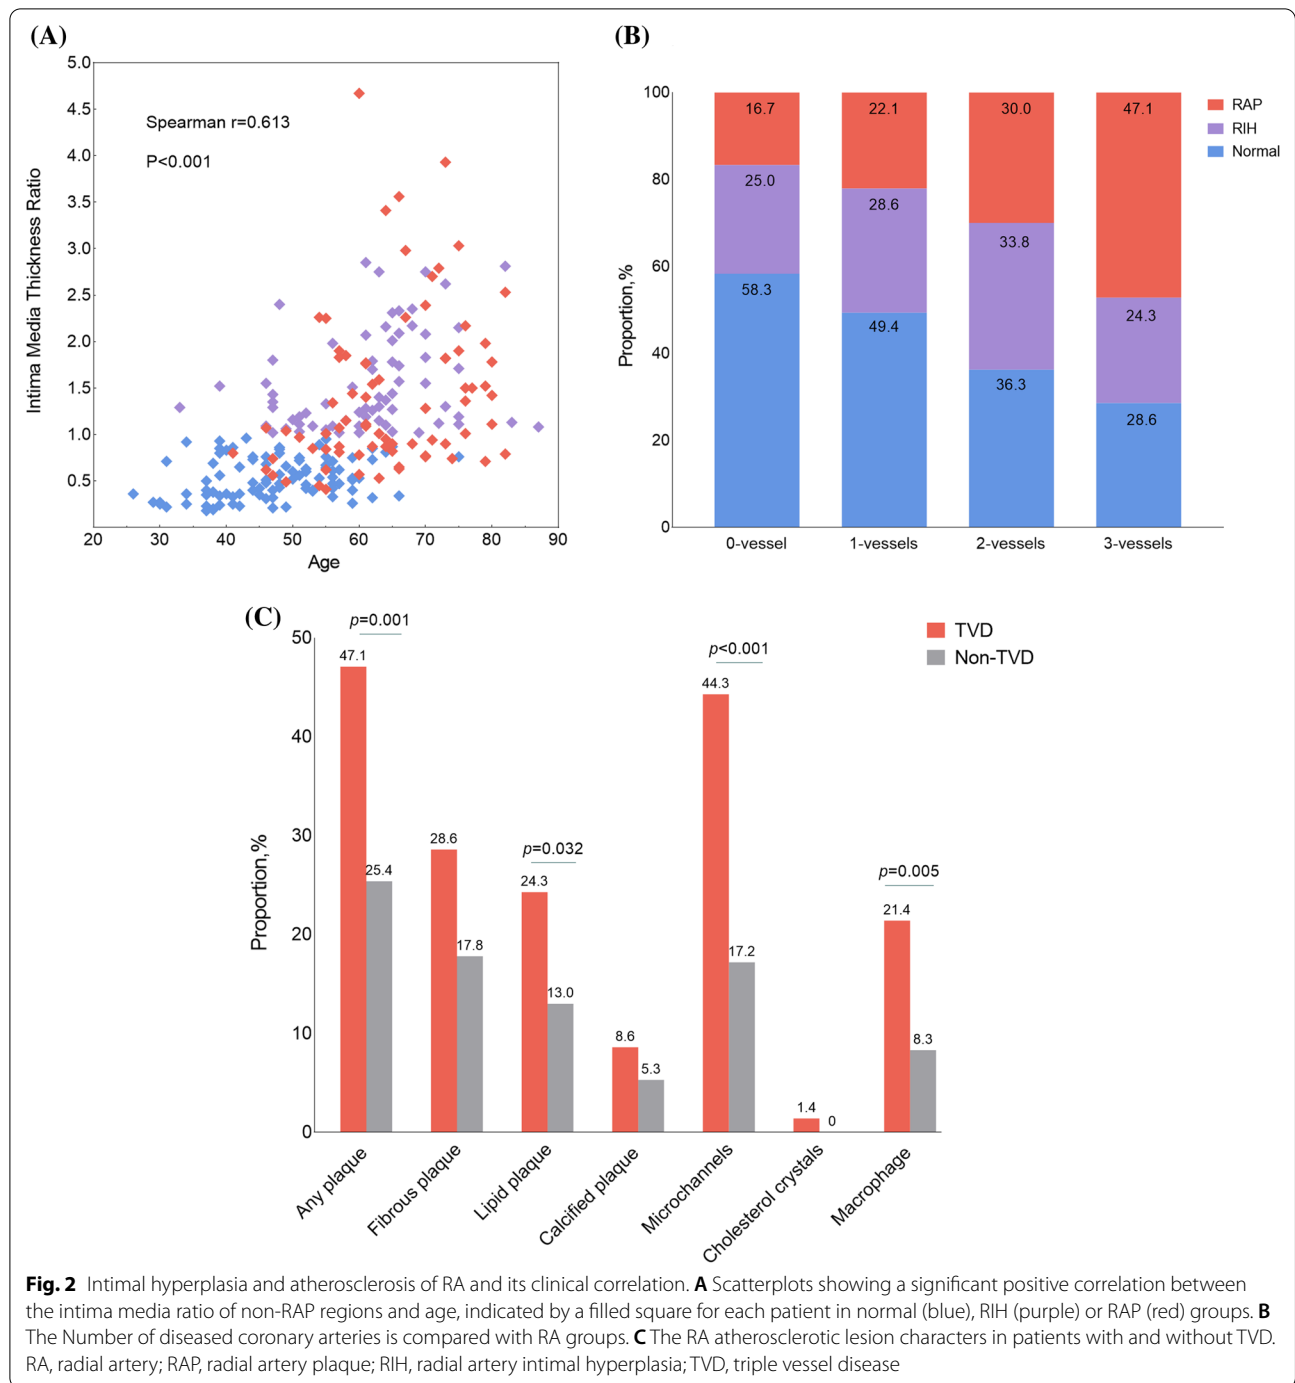 (A)
5.0
4.5
4.0
3.5
3.0
2.5
2.0
1.5
1.0
0.5
Intima Media Thickness Ratio
Spearman r=0.613
P<0.001
20 30 40 50 60 70 80 90
Age
(B)
100
80
60
40
20
0
Proportion,%
16.7 22.1 30.0 47.1
25.0 28.6 33.8 24.3
58.3 49.4 36.3 28.6
0-vessel 1-vessels 2-vessels 3-vessels
RAP
RIH
Normal
(C)
50
40
30
20
10
0
Proportion,%
p=0.001
47.1
25.4
28.6
17.8
p=0.032
24.3
13.0
8.6
5.3
p<0.001
44.3
17.2
1.4
0
p=0.005
21.4
8.3
Any plaque
Fibrous plaque
Lipid plaque
Calcified plaque
Microchannels
Cholesterol crystals
Macrophage
TVD
Non-TVD
Fig. 2 Intimal hyperplasia and atherosclerosis of RA and its clinical correlation. A Scatterplots showing a significant positive correlation between
the intima media ratio of non-RAP regions and age, indicated by a filled square for each patient in normal (blue), RIH (purple) or RAP (red) groups. B
The Number of diseased coronary arteries is compared with RA groups. C The RA atherosclerotic lesion characters in patients with and without TVD.
RA, radial artery; RAP, radial artery plaque; RIH, radial artery intimal hyperplasia; TVD, triple vessel disease